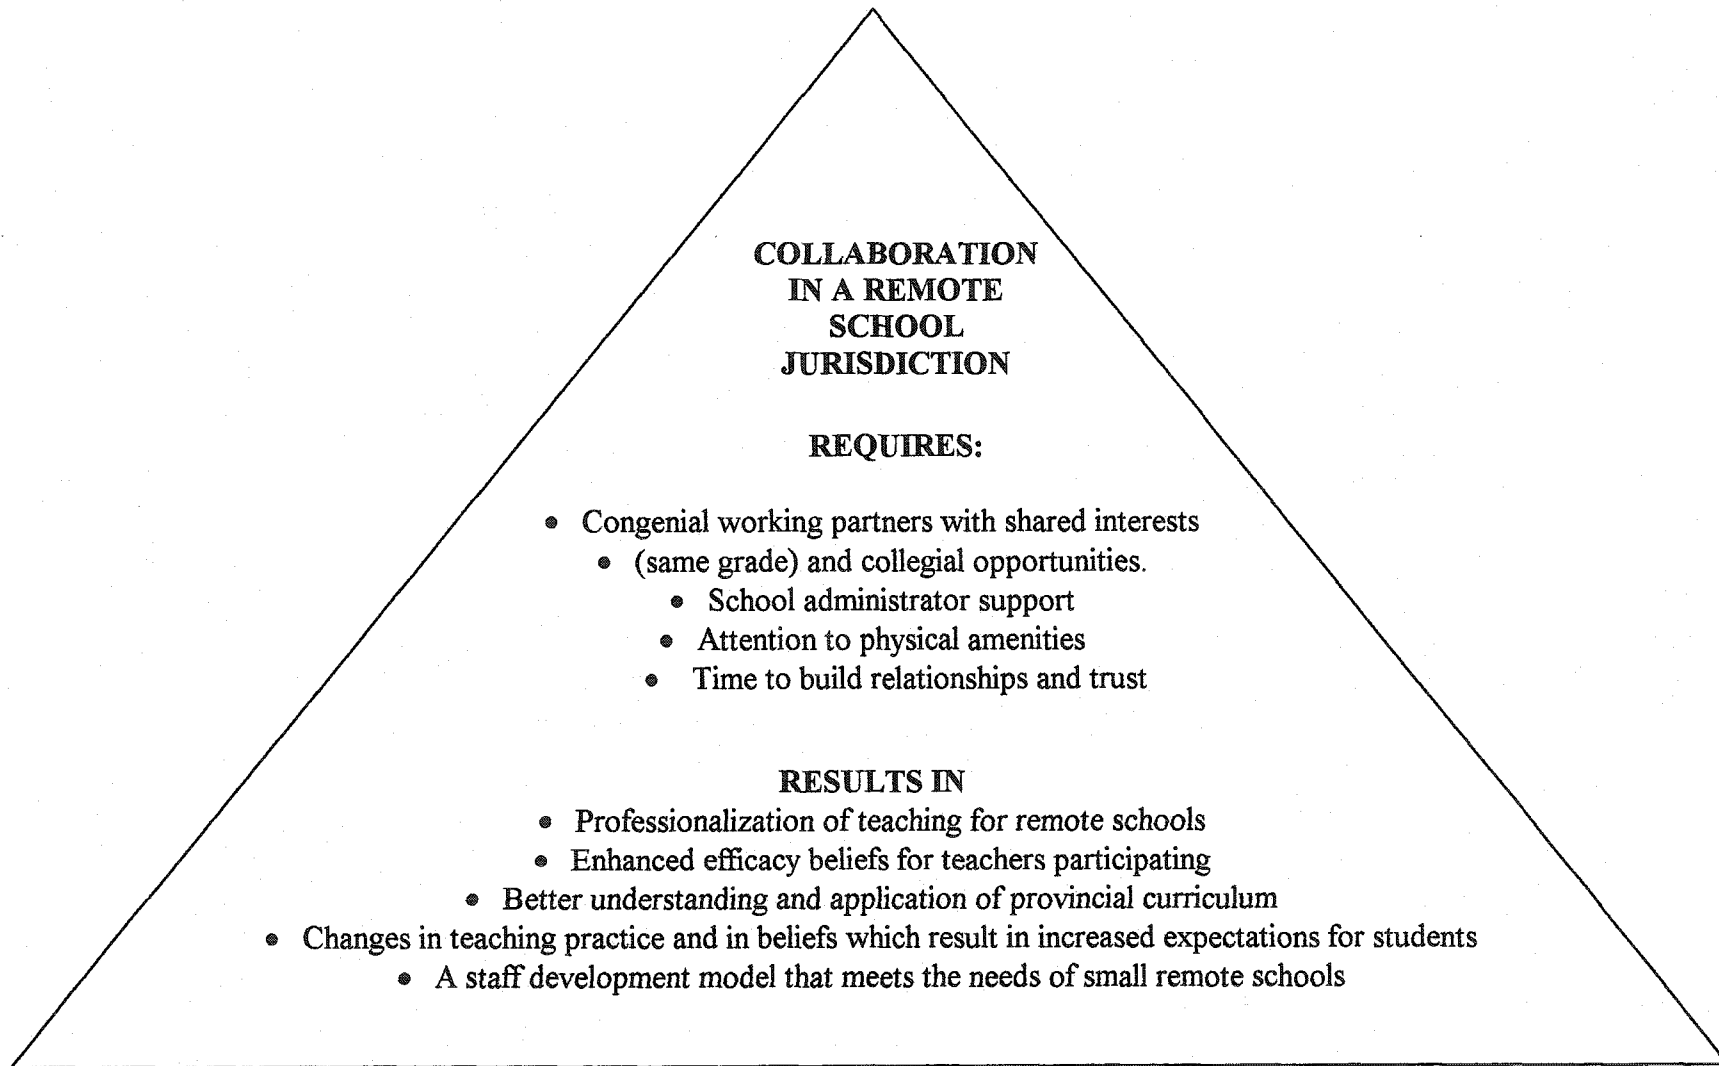 COLLABORATION
IN A REMOTE
SCHOOL
JURISDICTION
REQUIRES:
• Congenial working partners with shared interests
• (same grade) and collegial opportunities.
• School administrator support
• Attention to physical amenities
• Time to build relationships and trust
RESULTS IN
• Professionalization of teaching for remote schools
• Enhanced efficacy beliefs for teachers participating
• Better understanding and application of provincial curriculum
• Changes in teaching practice and in beliefs which result in increased expectations for students
• A staff development model that meets the needs of small remote schools